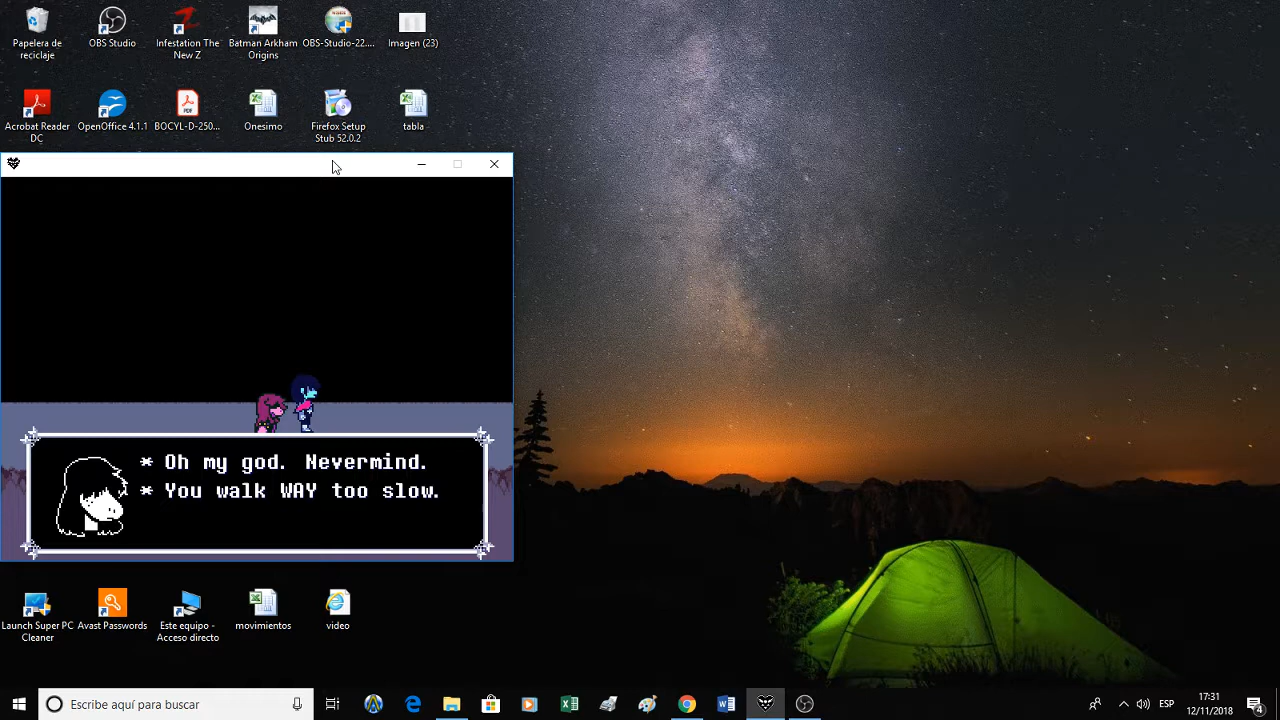 Papelera de
reciclaje
OBS Studio
Infestation The
New Z
Batman Arkham
Origins
OBS-Studio-22....
Imagen (23)
Acrobat Reader
DC
OpenOffice 4.1.1
BOCYL-D-250...
Onesimo
Firefox Setup
Stub 52.0.2
tabla
* Oh my god. Nevermind.
* You walk WAY too slow.
Launch Super PC
Cleaner
Avast Passwords
Este equipo -
Acceso directo
movimientos
video
Escribe aquí para buscar
ESP
17:31
12/11/2018
4